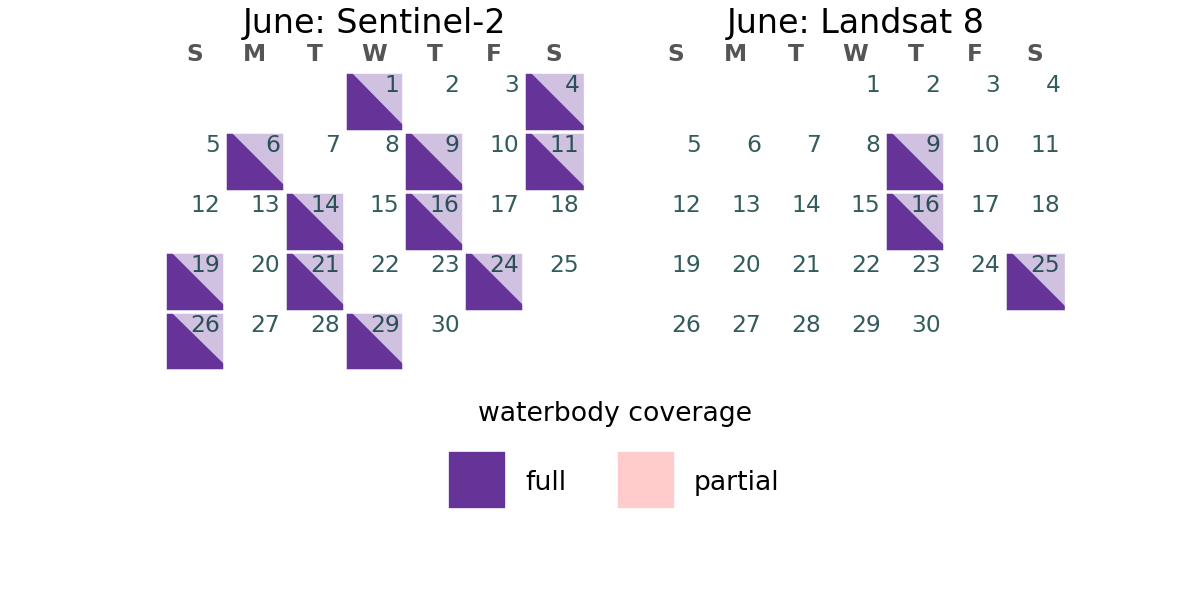 June: Sentinel-2
S M T W T F S
1 2 3 4
5 6 7 8 9 10 11
12 13 14 15 16 17 18
19 20 21 22 23 24 25
26 27 28 29 30
June: Landsat 8
S M T W T F S
1 2 3 4
5 6 7 8 9 10 11
12 13 14 15 16 17 18
19 20 21 22 23 24 25
26 27 28 29 30
waterbody coverage
full partial